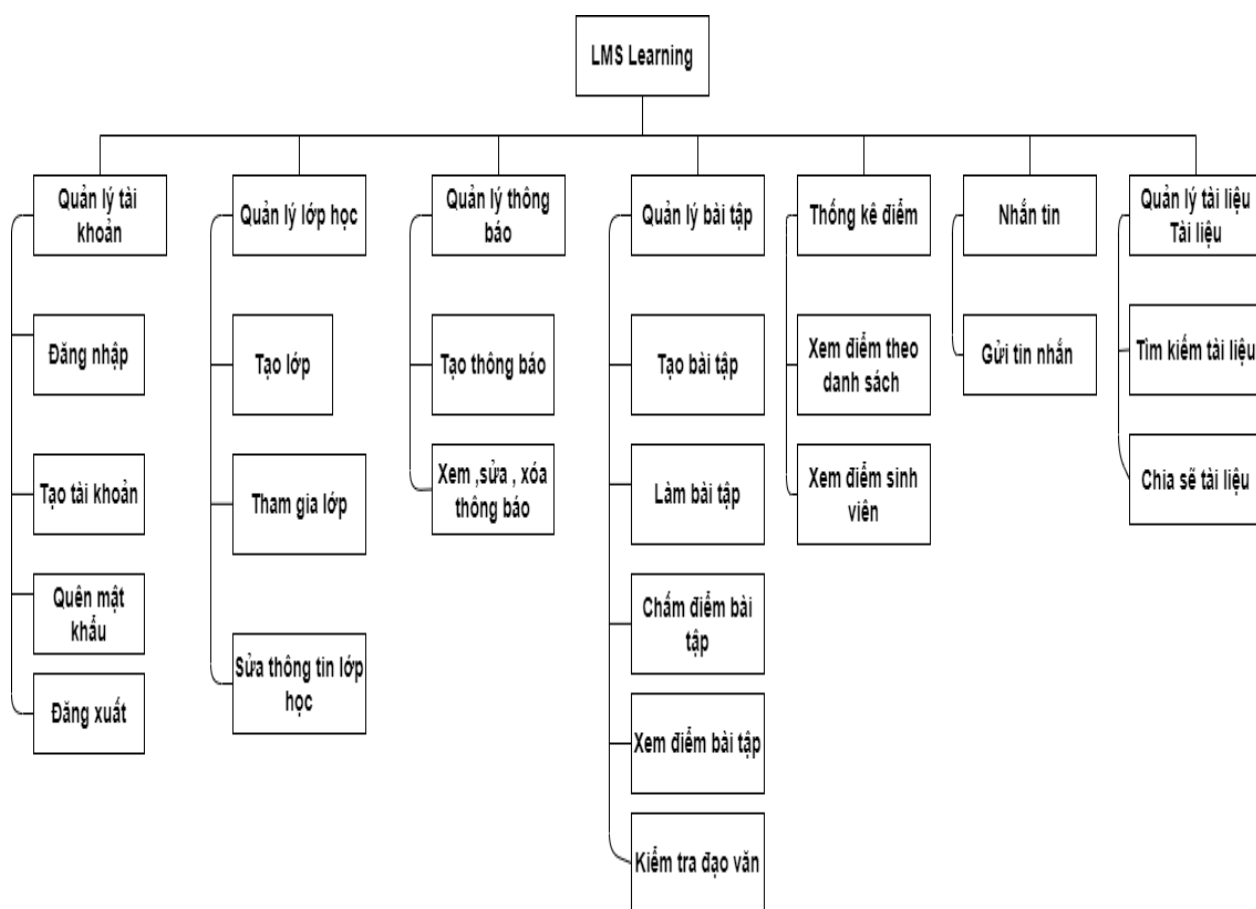 LMS Learning
Quản lý tài
khoản
Quản lý lớp học
Quản lý thông
báo
Quản lý bài tập
Thống kê điểm
Nhắn tin
Quản lý tài liệu
Tài liệu
Đăng nhập
Tạo lớp
Tạo thông báo
Tạo bài tập
Xem điểm theo
danh sách
Gửi tin nhắn
Tìm kiếm tài liệu
Tạo tài khoản
Tham gia lớp
Xem ,sửa , xóa
thông báo
Làm bài tập
Xem điểm sinh
viên
Chia sẽ tài liệu
Quên mật
khẩu
Chấm điểm bài
tập
Đăng xuất
Sửa thông tin lớp
học
Xem điểm bài tập
Kiểm tra đạo văn